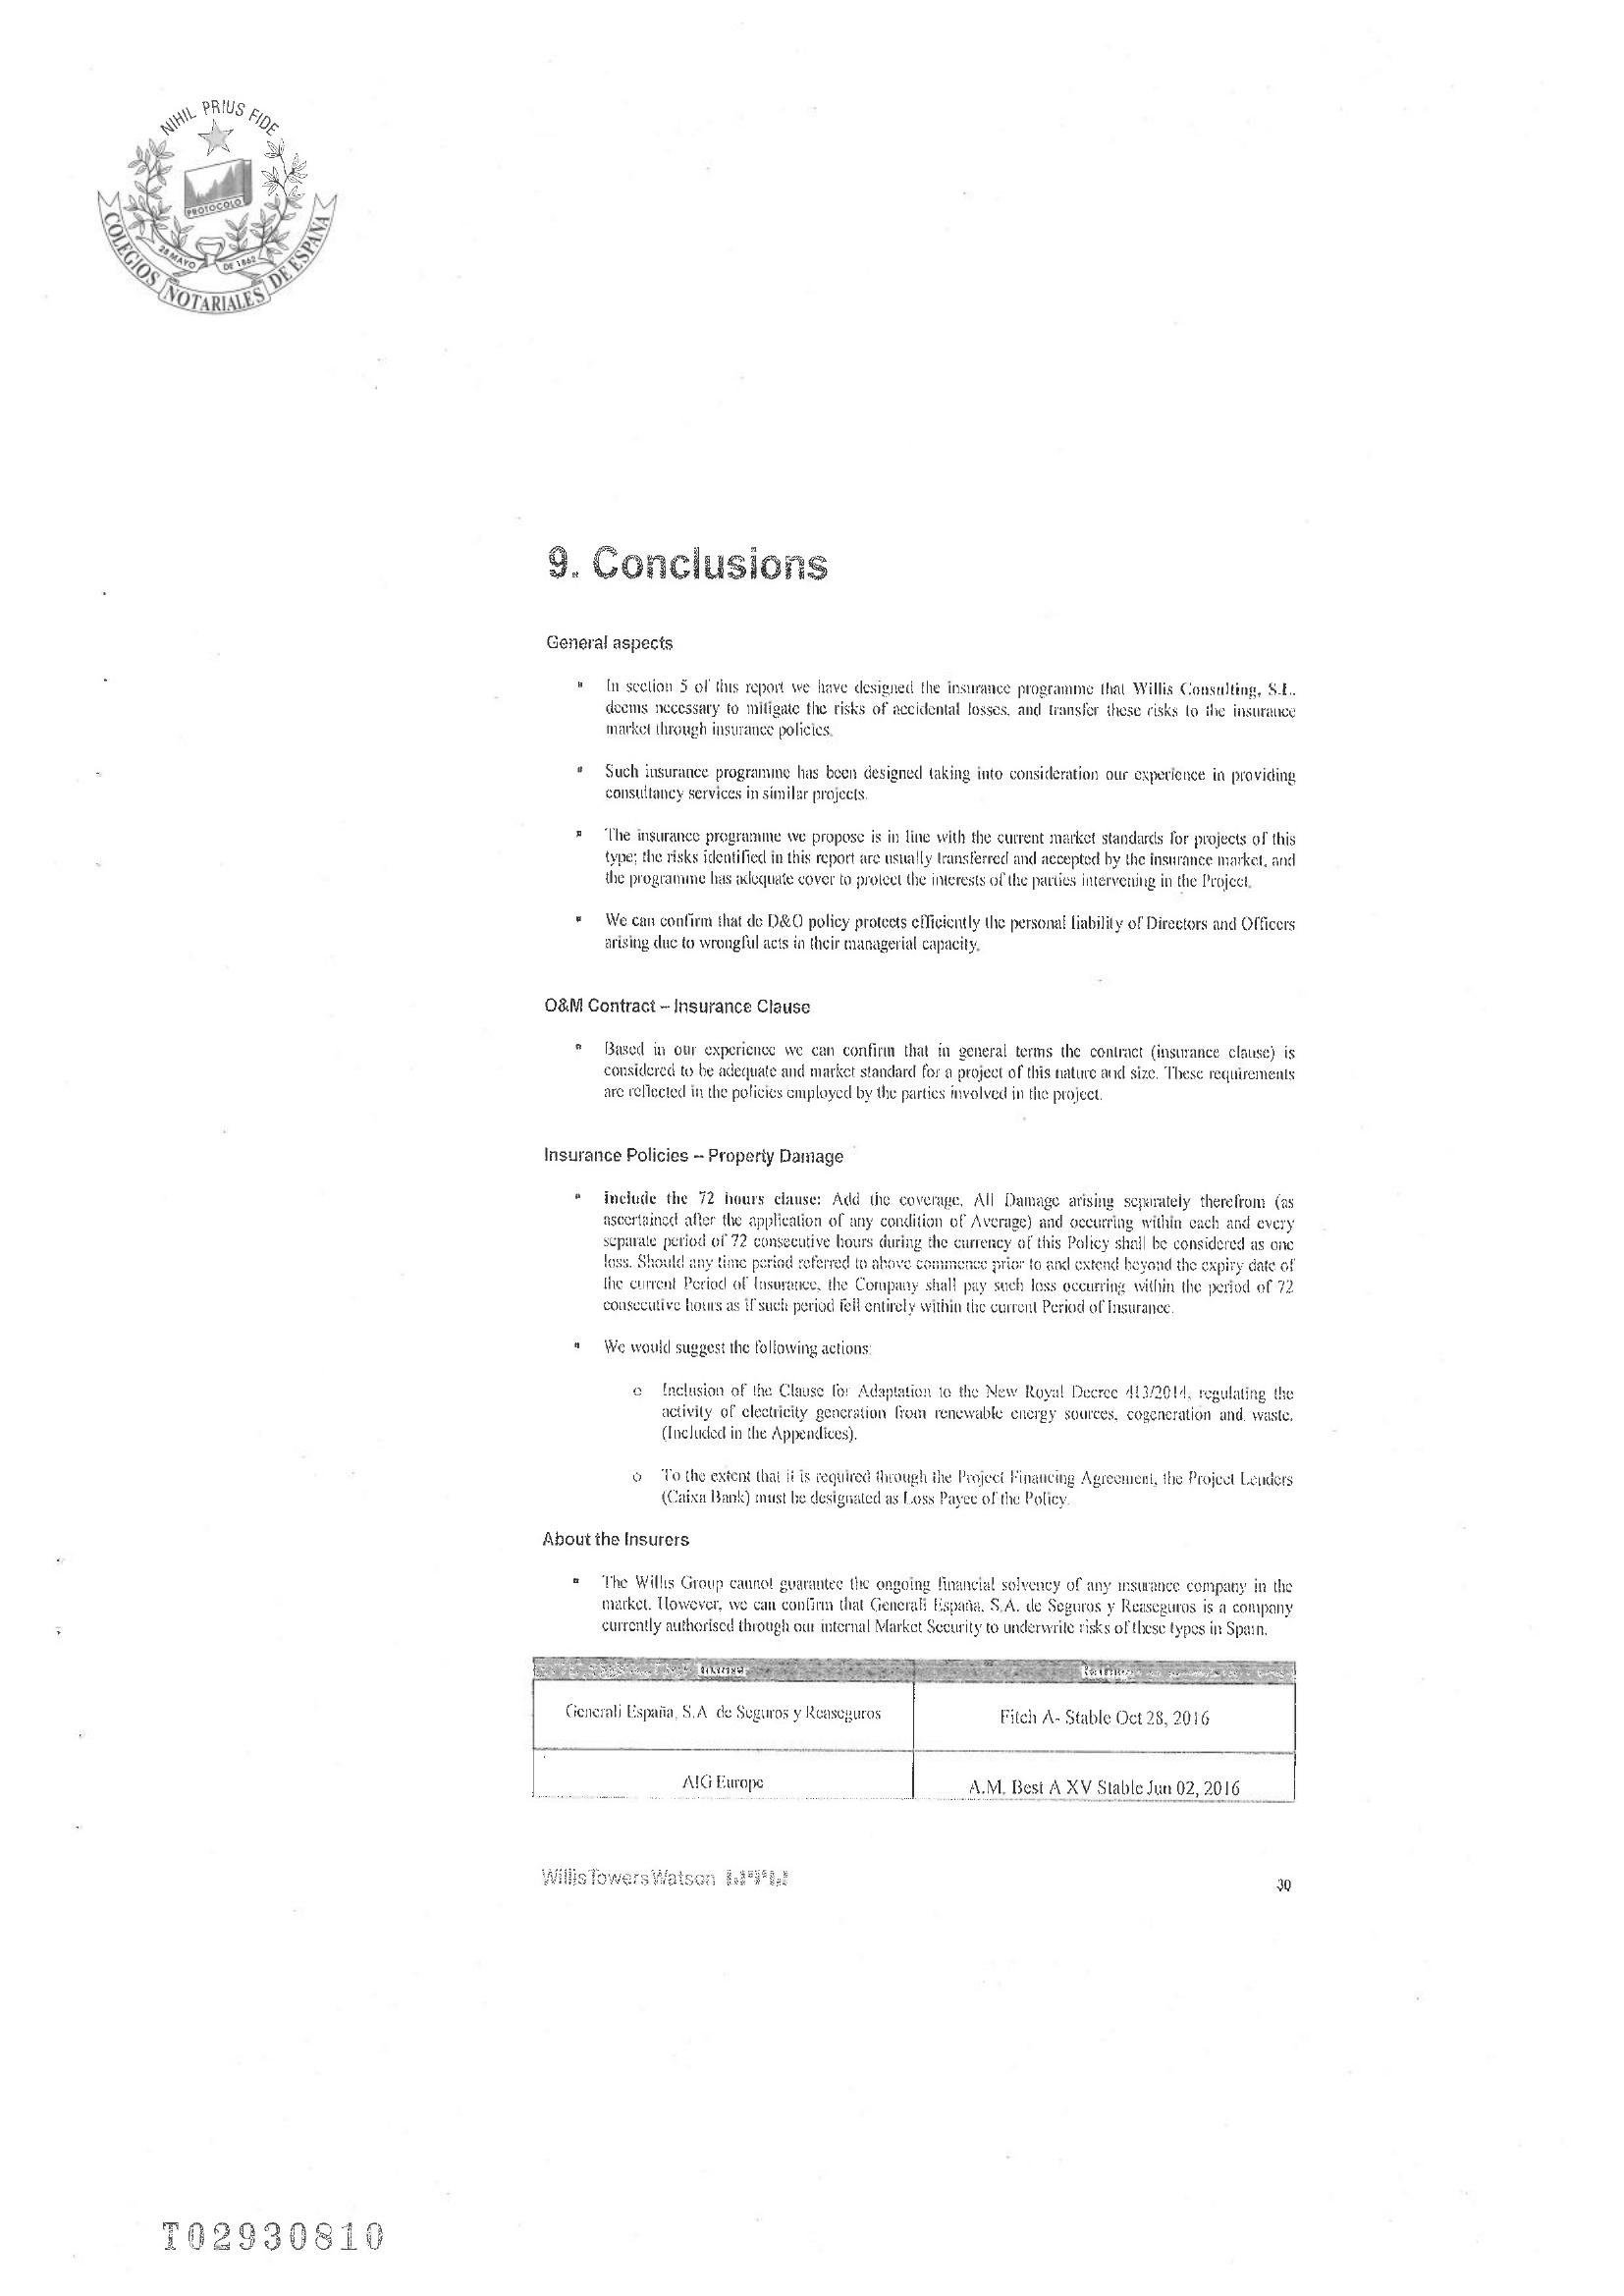 NIHIL PRIUS FIDE
PROTOCOLO
28 MAYO DE 1862
COLEGIOS NOTARIALES DE ESPAÑA
9. Conclusions
General aspects
In section 5 of this report we have designed the insurance programme that Willis Consulting, S.L.
deems necessary to mitigate the risks of accidental losses, and transfer these risks to the insurance
market through insurance policies.
Such insurance programme has been designed taking into consideration our experience in providing
consultancy services in similar projects.
The insurance programme we propose is in line with the current market standards for projects of this
type; the risks identified in this report are usually transferred and accepted by the insurance market, and
the programme has adequate cover to protect the interests of the parties intervening in the Project.
We can confirm that de D&O policy protects efficiently the personal liability of Directors and Officers
arising due to wrongful acts in their managerial capacity.
O&M Contract – Insurance Clause
Based in our experience we can confirm that in general terms the contract (insurance clause) is
considered to be adequate and market standard for a project of this nature and size. These requirements
are reflected in the policies employed by the parties involved in the project.
Insurance Policies – Property Damage
Include the 72 hours clause: Add the coverage, All Damage arising separately therefrom (as
ascertained after the application of any condition of Average) and occurring within each and every
separate period of 72 consecutive hours during the currency of this Policy shall be considered as one
loss. Should any time period referred to above commence prior to and extend beyond the expiry date of
the current Period of Insurance, the Company shall pay such loss occurring within the period of 72
consecutive hours as if such period fell entirely within the current Period of Insurance.
We would suggest the following actions:
o Inclusion of the Clause for Adaptation to the New Royal Decree 413/2014, regulating the
activity of electricity generation from renewable energy sources, cogeneration and waste.
(Included in the Appendices).
o To the extent that it is required through the Project Financing Agreement, the Project Lenders
(Caixa Bank) must be designated as Loss Payee of the Policy.
About the Insurers
The Willis Group cannot guarantee the ongoing financial solvency of any insurance company in the
market. However, we can confirm that Generali España, S.A. de Seguros y Reaseguros is a company
currently authorised through our internal Market Security to underwrite risks of these types in Spain.
Generali España, S.A de Seguros y Reaseguros
Fitch A- Stable Oct 28, 2016
AIG Europe
A.M. Best A XV Stable Jun 02, 2016
Willis Towers Watson
30
T02930810